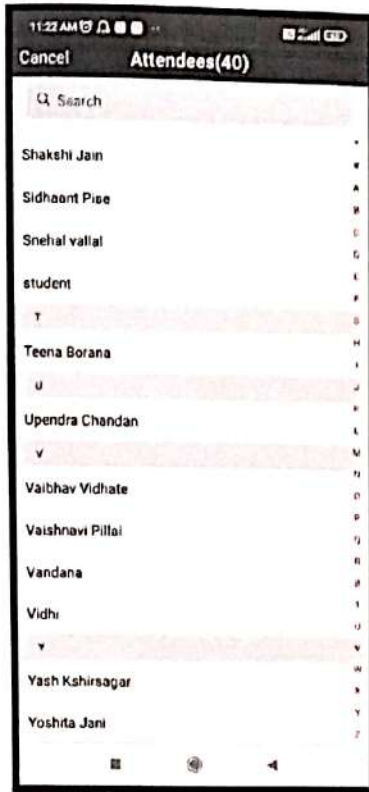 11:22 AM
Cancel Attendees(40)
Search
Shakshi Jain
Sidhaant Pise
Snehal vallal
student
T
Teena Borana
U
Upendra Chandan
V
Vaibhav Vidhate
Vaishnavi Pillai
Vandana
Vidhi
Y
Yash Kshirsagar
Yoshita Jani